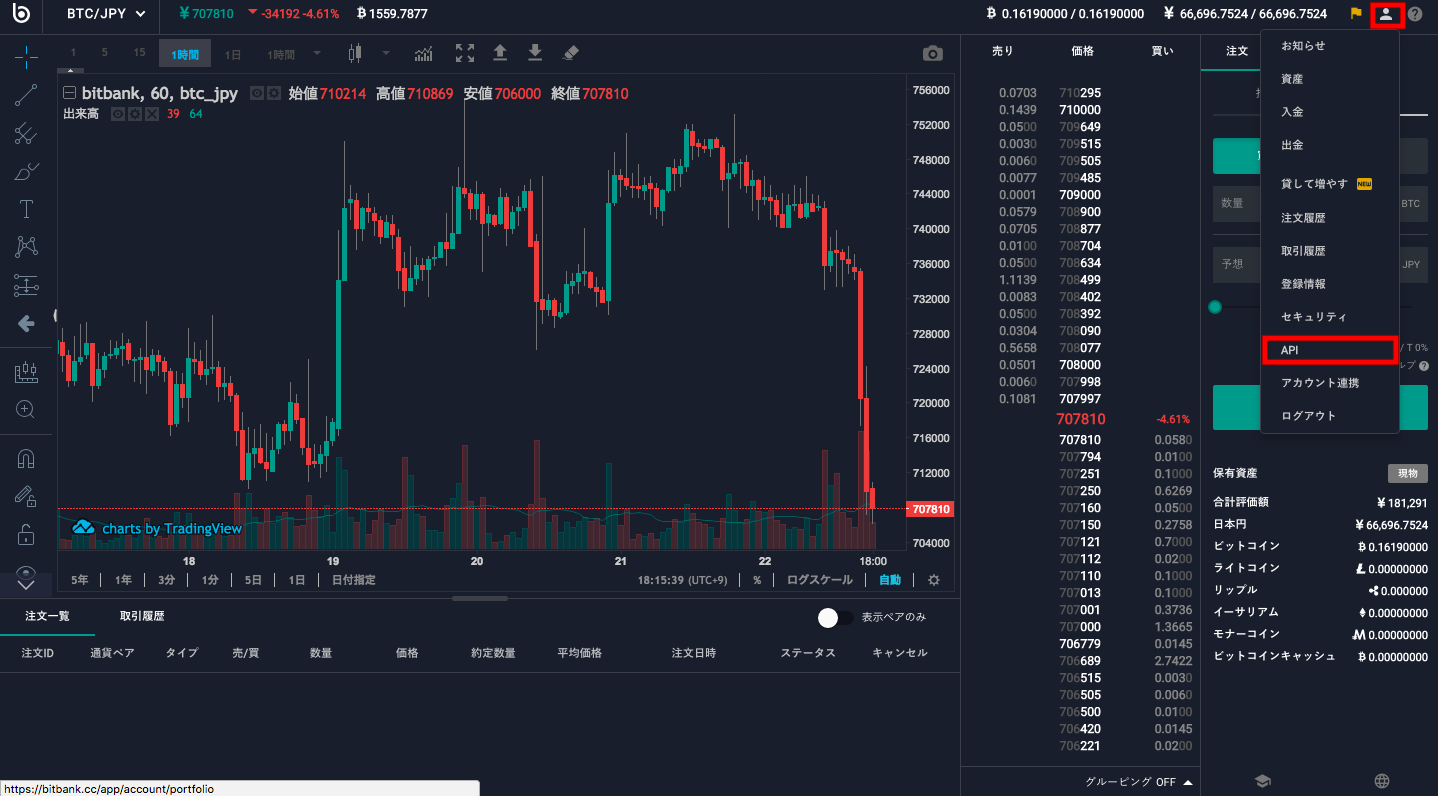 BTC/JPY ¥707810 -34192 -4.61% ₿1559.7877 ₿ 0.16190000 / 0.16190000 ¥ 66,696.7524 / 66,696.7524
1 5 15 1時間 1日 1時間
bitbank, 60, btc_jpy 始値710214 高値710869 安値706000 終値707810
出来高 39 64
756000
752000
748000
744000
740000
736000
732000
728000
724000
720000
716000
712000
707810
704000
charts by TradingView
18 19 20 21 22 18:00
5年 1年 3分 1分 5日 1日 日付指定 18:15:39 (UTC+9) % ログスケール 自動
注文一覧 取引履歴 表示ペアのみ
注文ID 通貨ペア タイプ 売/買 数量 価格 約定数量 平均価格 注文日時 ステータス キャンセル
https://bitbank.cc/app/account/portfolio
売り 価格 買い
0.0703 710295
0.1439 710000
0.0500 709649
0.0030 709515
0.0060 709505
0.0077 709485
0.0001 709000
0.0579 708900
0.0705 708877
0.0100 708704
0.0500 708634
1.1139 708499
0.0083 708402
0.0500 708392
0.0304 708090
0.5658 708077
0.0501 708000
0.0060 707998
0.1081 707997
707810 -4.61%
707810 0.0580
707794 0.0100
707251 0.1000
707250 0.6269
707160 0.0500
707150 0.2758
707121 0.7000
707112 0.0200
707110 0.1000
707013 0.1000
707001 0.3736
707000 1.3665
706779 0.0145
706689 2.7422
706515 0.0030
706505 0.0060
706500 0.0100
706420 0.0145
706221 0.0200
グルーピング OFF
注文
数量 BTC
予想 JPY
/ T 0%
ルプ
お知らせ
資産
入金
出金
貸して増やす NEW
注文履歴
取引履歴
登録情報
セキュリティ
API
アカウント連携
ログアウト
保有資産 現物
合計評価額 ¥ 181,291
日本円 ¥ 66,696.7524
ビットコイン ₿ 0.16190000
ライトコイン Ł 0.00000000
リップル 0.000000
イーサリアム 0.00000000
モナーコイン 0.00000000
ビットコインキャッシュ ₿ 0.00000000